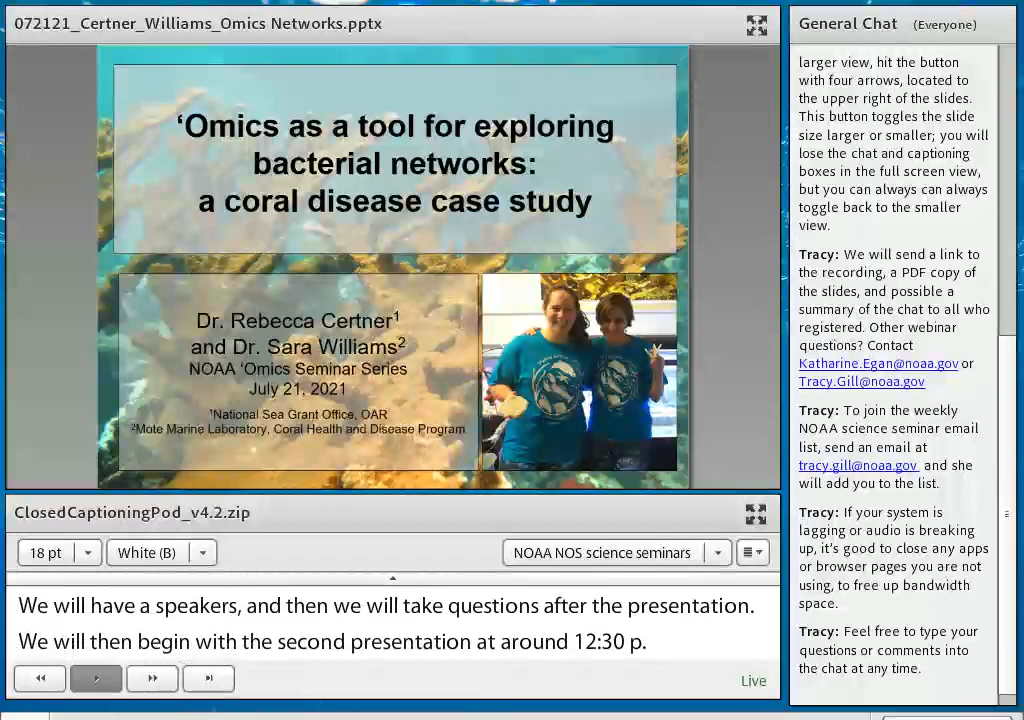 072121_Certner_Williams_Omics Networks.pptx
‘Omics as a tool for exploring
bacterial networks:
a coral disease case study
Dr. Rebecca Certner¹
and Dr. Sara Williams²
NOAA ‘Omics Seminar Series
July 21, 2021
¹National Sea Grant Office, OAR
²Mote Marine Laboratory, Coral Health and Disease Program
ClosedCaptioningPod_v4.2.zip
18 pt
White (B)
NOAA NOS science seminars
We will have a speakers, and then we will take questions after the presentation.
We will then begin with the second presentation at around 12:30 p.
Live
General Chat (Everyone)
larger view, hit the button
with four arrows, located to
the upper right of the slides.
This button toggles the slide
size larger or smaller; you will
lose the chat and captioning
boxes in the full screen view,
but you can always can always
toggle back to the smaller
view.
Tracy: We will send a link to
the recording, a PDF copy of
the slides, and possible a
summary of the chat to all who
registered. Other webinar
questions? Contact
Katharine.Egan@noaa.gov or
Tracy.Gill@noaa.gov
Tracy: To join the weekly
NOAA science seminar email
list, send an email at
tracy.gill@noaa.gov and she
will add you to the list.
Tracy: If your system is
lagging or audio is breaking
up, it's good to close any apps
or browser pages you are not
using, to free up bandwidth
space.
Tracy: Feel free to type your
questions or comments into
the chat at any time.